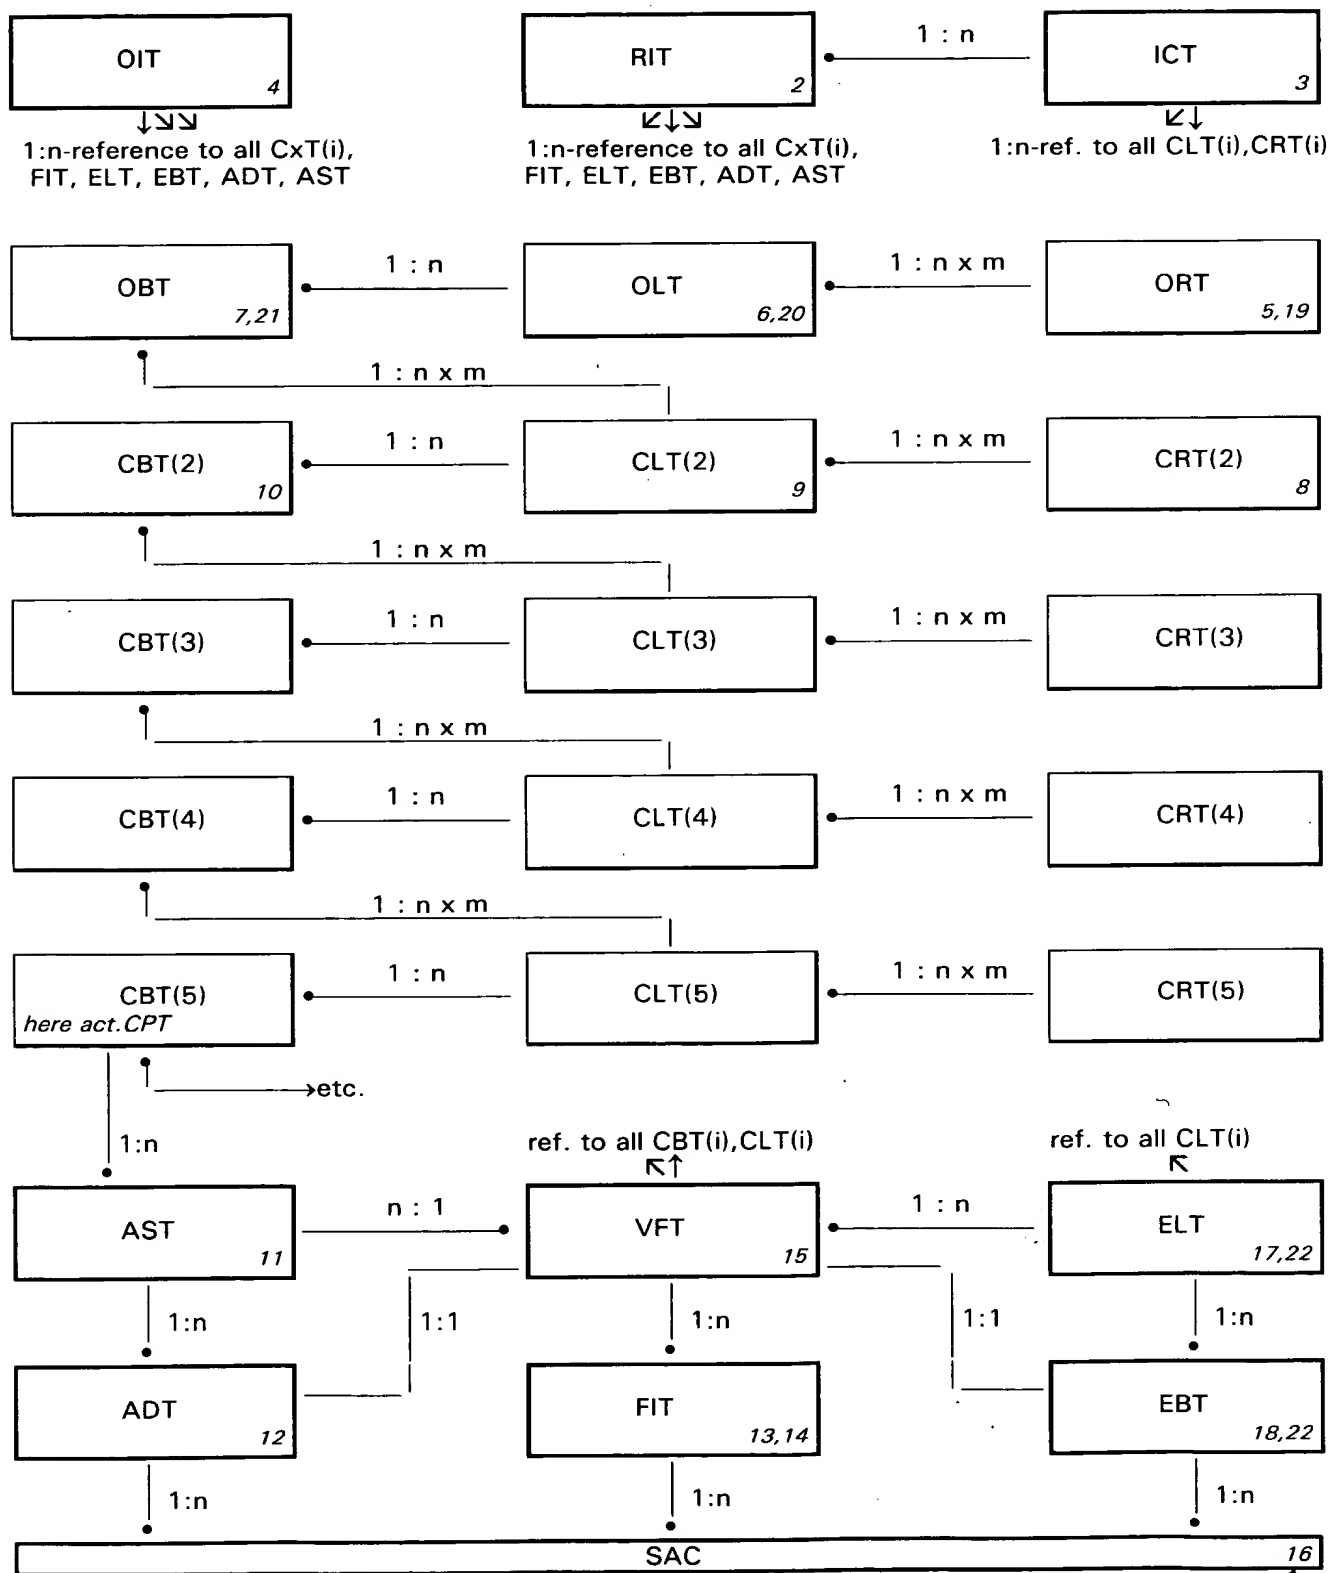 OIT
4
RIT
2
1 : n
ICT
3
1:n-reference to all CxT(i),
FIT, ELT, EBT, ADT, AST
1:n-reference to all CxT(i),
FIT, ELT, EBT, ADT, AST
1:n-ref. to all CLT(i),CRT(i)
OBT
7,21
1 : n
OLT
6,20
1 : n x m
ORT
5,19
1 : n x m
CBT(2)
10
1 : n
CLT(2)
9
1 : n x m
CRT(2)
8
1 : n x m
CBT(3)
1 : n
CLT(3)
1 : n x m
CRT(3)
1 : n x m
CBT(4)
1 : n
CLT(4)
1 : n x m
CRT(4)
1 : n x m
CBT(5)
here act.CPT
1 : n
CLT(5)
1 : n x m
CRT(5)
etc.
1:n
ref. to all CBT(i),CLT(i)
ref. to all CLT(i)
AST
11
n : 1
VFT
15
1 : n
ELT
17,22
1:n
1:1
1:n
1:1
1:n
ADT
12
FIT
13,14
EBT
18,22
1:n
1:n
1:n
SAC
16